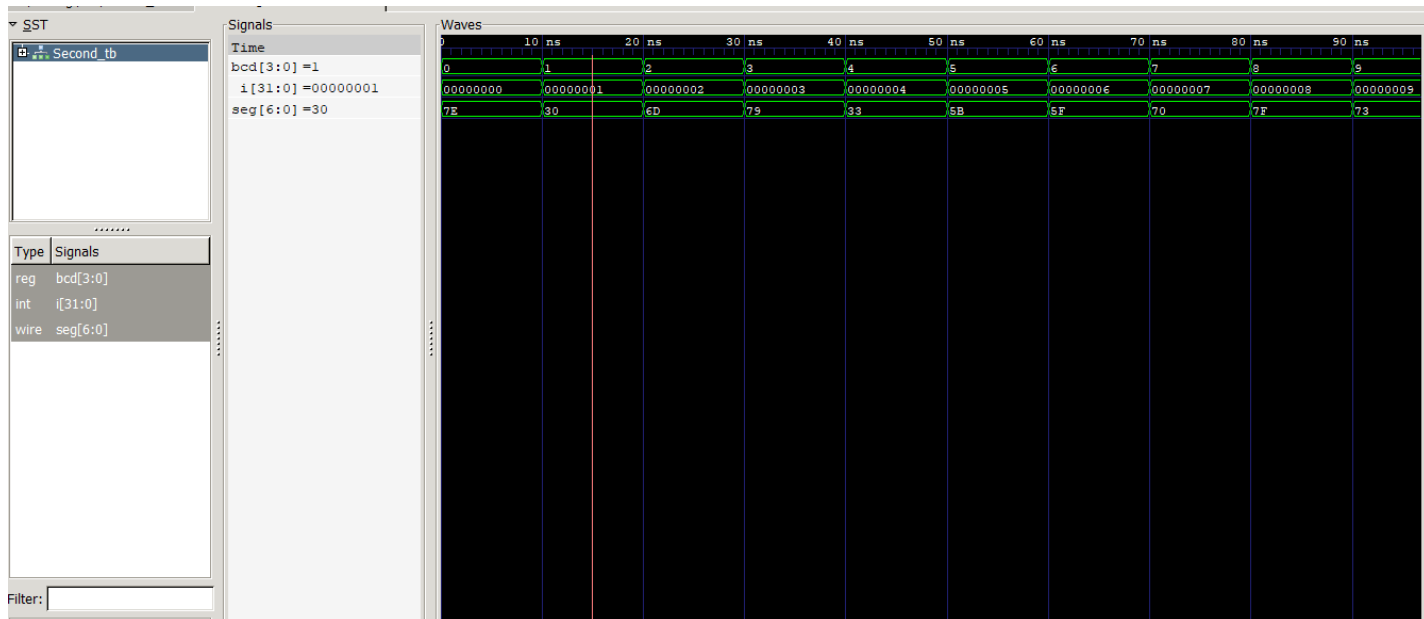 SST
Second_tb
Type Signals
reg bcd[3:0]
int i[31:0]
wire seg[6:0]
Filter:
Signals
Time
bcd[3:0]=1
i[31:0]=00000001
seg[6:0]=30
Waves
0 10 ns 20 ns 30 ns 40 ns 50 ns 60 ns 70 ns 80 ns 90 ns
0 1 2 3 4 5 6 7 8 9
00000000 00000001 00000002 00000003 00000004 00000005 00000006 00000007 00000008 00000009
7E 30 6D 79 33 5B 5F 70 7F 73